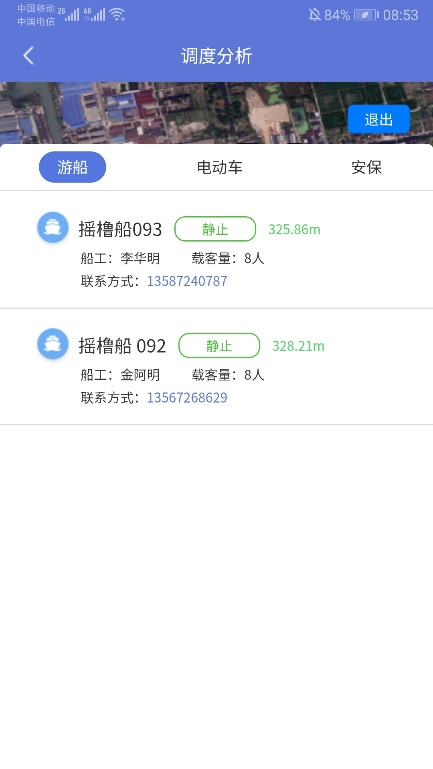 中国移动 2G 4G 84% 08:53
中国电信
调度分析
退出
游船 电动车 安保
摇橹船093 静止 325.86m
船工：李华明 载客量：8人
联系方式：13587240787
摇橹船 092 静止 328.21m
船工：金阿明 载客量：8人
联系方式：13567268629